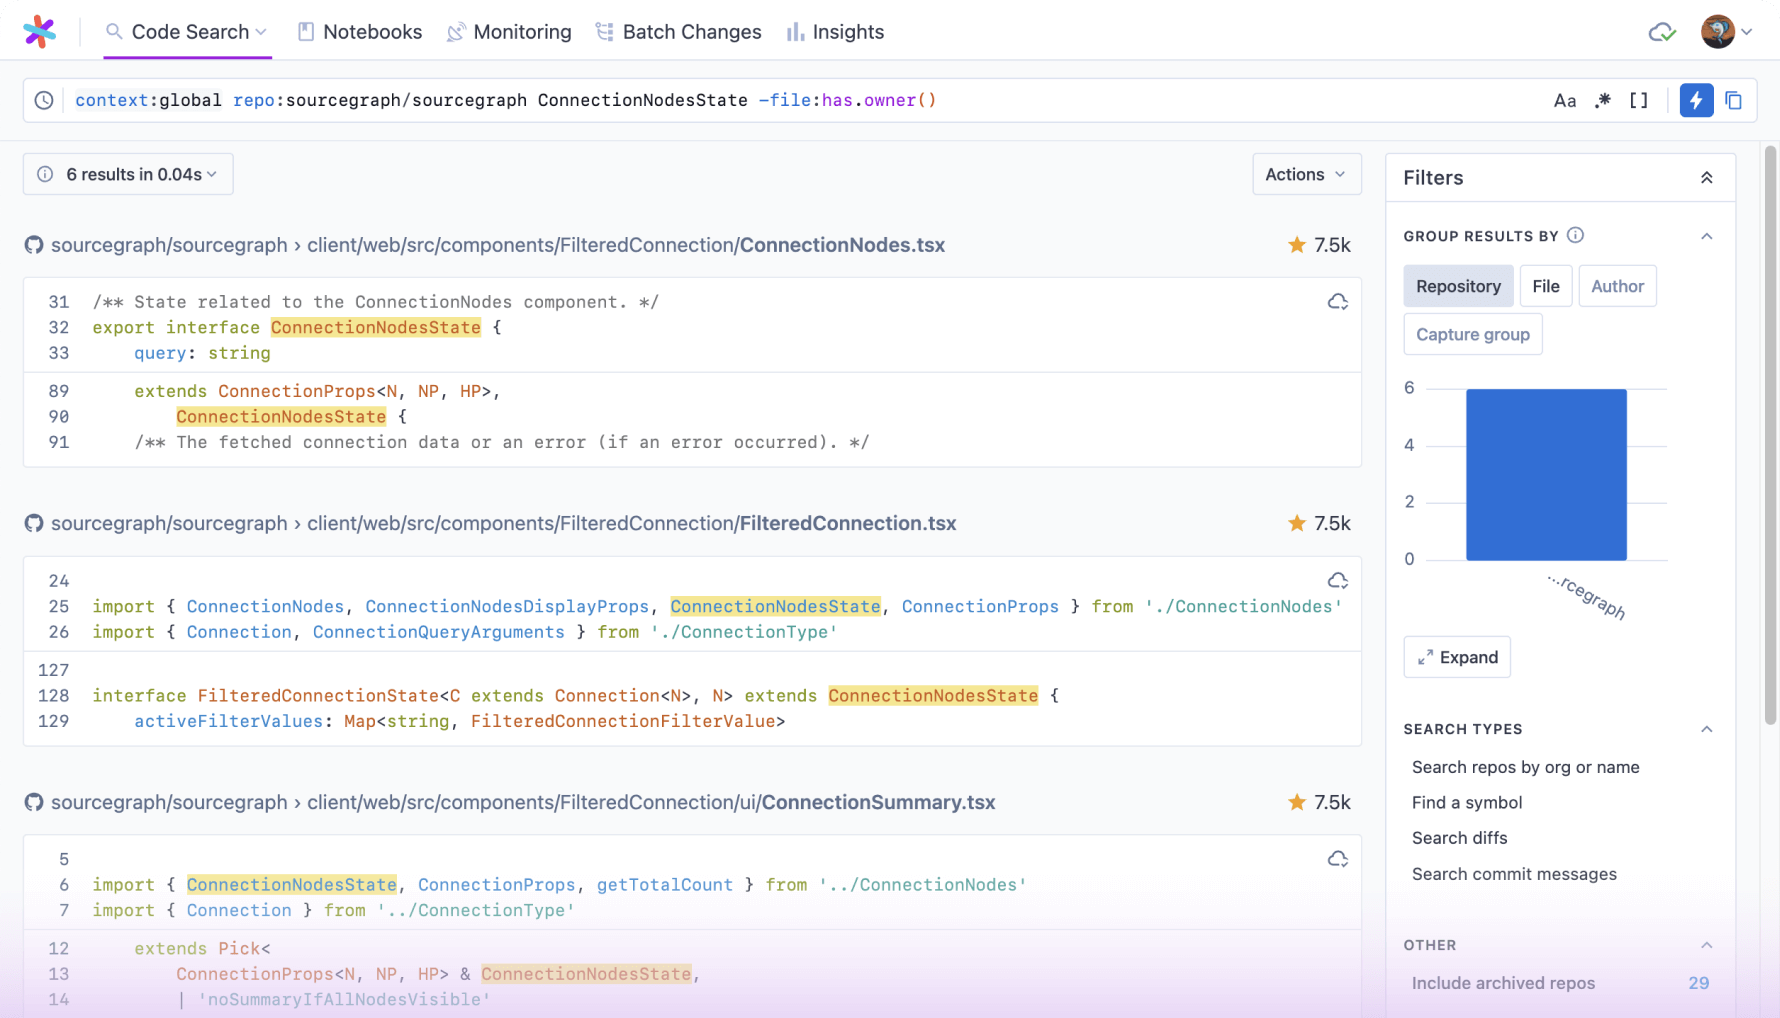 Code Search
Notebooks
Monitoring
Batch Changes
Insights
context:global repo:sourcegraph/sourcegraph ConnectionNodesState -file:has.owner()
Aa .* []
6 results in 0.04s
Actions
sourcegraph/sourcegraph › client/web/src/components/FilteredConnection/ConnectionNodes.tsx
7.5k
31 /** State related to the ConnectionNodes component. */
32 export interface ConnectionNodesState {
33 query: string
89 extends ConnectionProps<N, NP, HP>,
90 ConnectionNodesState {
91 /** The fetched connection data or an error (if an error occurred). */
sourcegraph/sourcegraph › client/web/src/components/FilteredConnection/FilteredConnection.tsx
7.5k
24
25 import { ConnectionNodes, ConnectionNodesDisplayProps, ConnectionNodesState, ConnectionProps } from './ConnectionNodes'
26 import { Connection, ConnectionQueryArguments } from './ConnectionType'
127
128 interface FilteredConnectionState<C extends Connection<N>, N> extends ConnectionNodesState {
129 activeFilterValues: Map<string, FilteredConnectionFilterValue>
sourcegraph/sourcegraph › client/web/src/components/FilteredConnection/ui/ConnectionSummary.tsx
7.5k
5
6 import { ConnectionNodesState, ConnectionProps, getTotalCount } from '../ConnectionNodes'
7 import { Connection } from '../ConnectionType'
12 extends Pick<
13 ConnectionProps<N, NP, HP> & ConnectionNodesState,
14 | 'noSummaryIfAllNodesVisible'
Filters
GROUP RESULTS BY
Repository
File
Author
Capture group
6
4
2
0
...rcegraph
Expand
SEARCH TYPES
Search repos by org or name
Find a symbol
Search diffs
Search commit messages
OTHER
Include archived repos 29